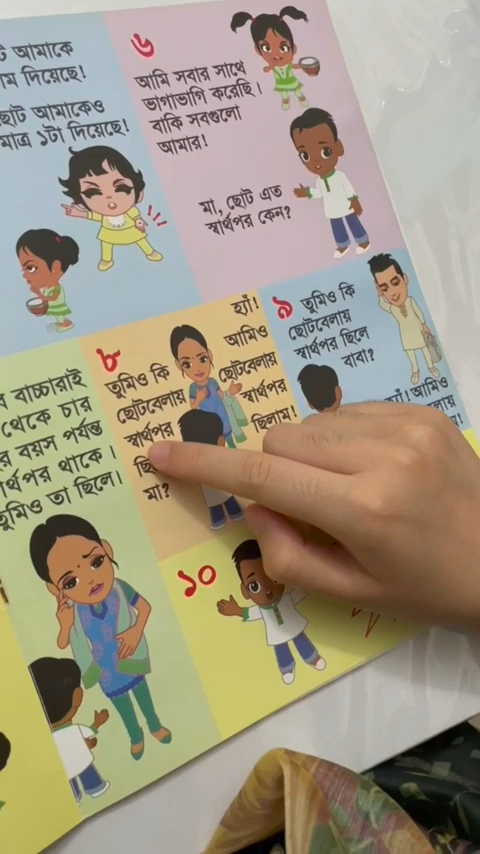 আমাকে
দিয়েছে!
আমাকেও
মাত্র ১টা দিয়েছে!
৬
আমি সবার সাথে
ভাগাভাগি করেছি।
বাকি সবগুলো
আমার!
মা, ছোট এত
স্বার্থপর কেন?
বাচ্চারাই
থেকে চার
বয়স পর্যন্ত
থাকে।
তুমিও তা ছিলে।
৮
তুমিও কি
ছোটবেলায়
স্বার্থপর
মা?
হ্যাঁ!
আমিও
ছোটবেলায়
স্বার্থপর
ছিলাম!
৯
তুমিও কি
ছোটবেলায়
স্বার্থপর ছিলে
বাবা?
আমিও
১০